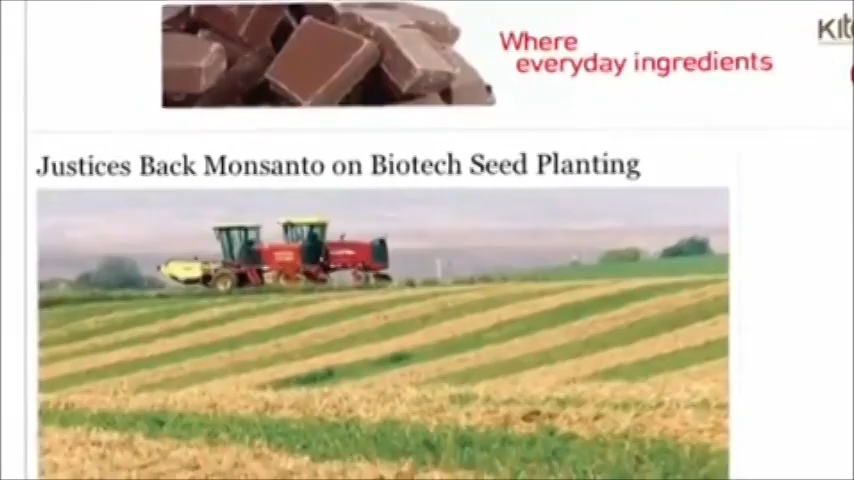 Where
everyday ingredients
Justices Back Monsanto on Biotech Seed Planting